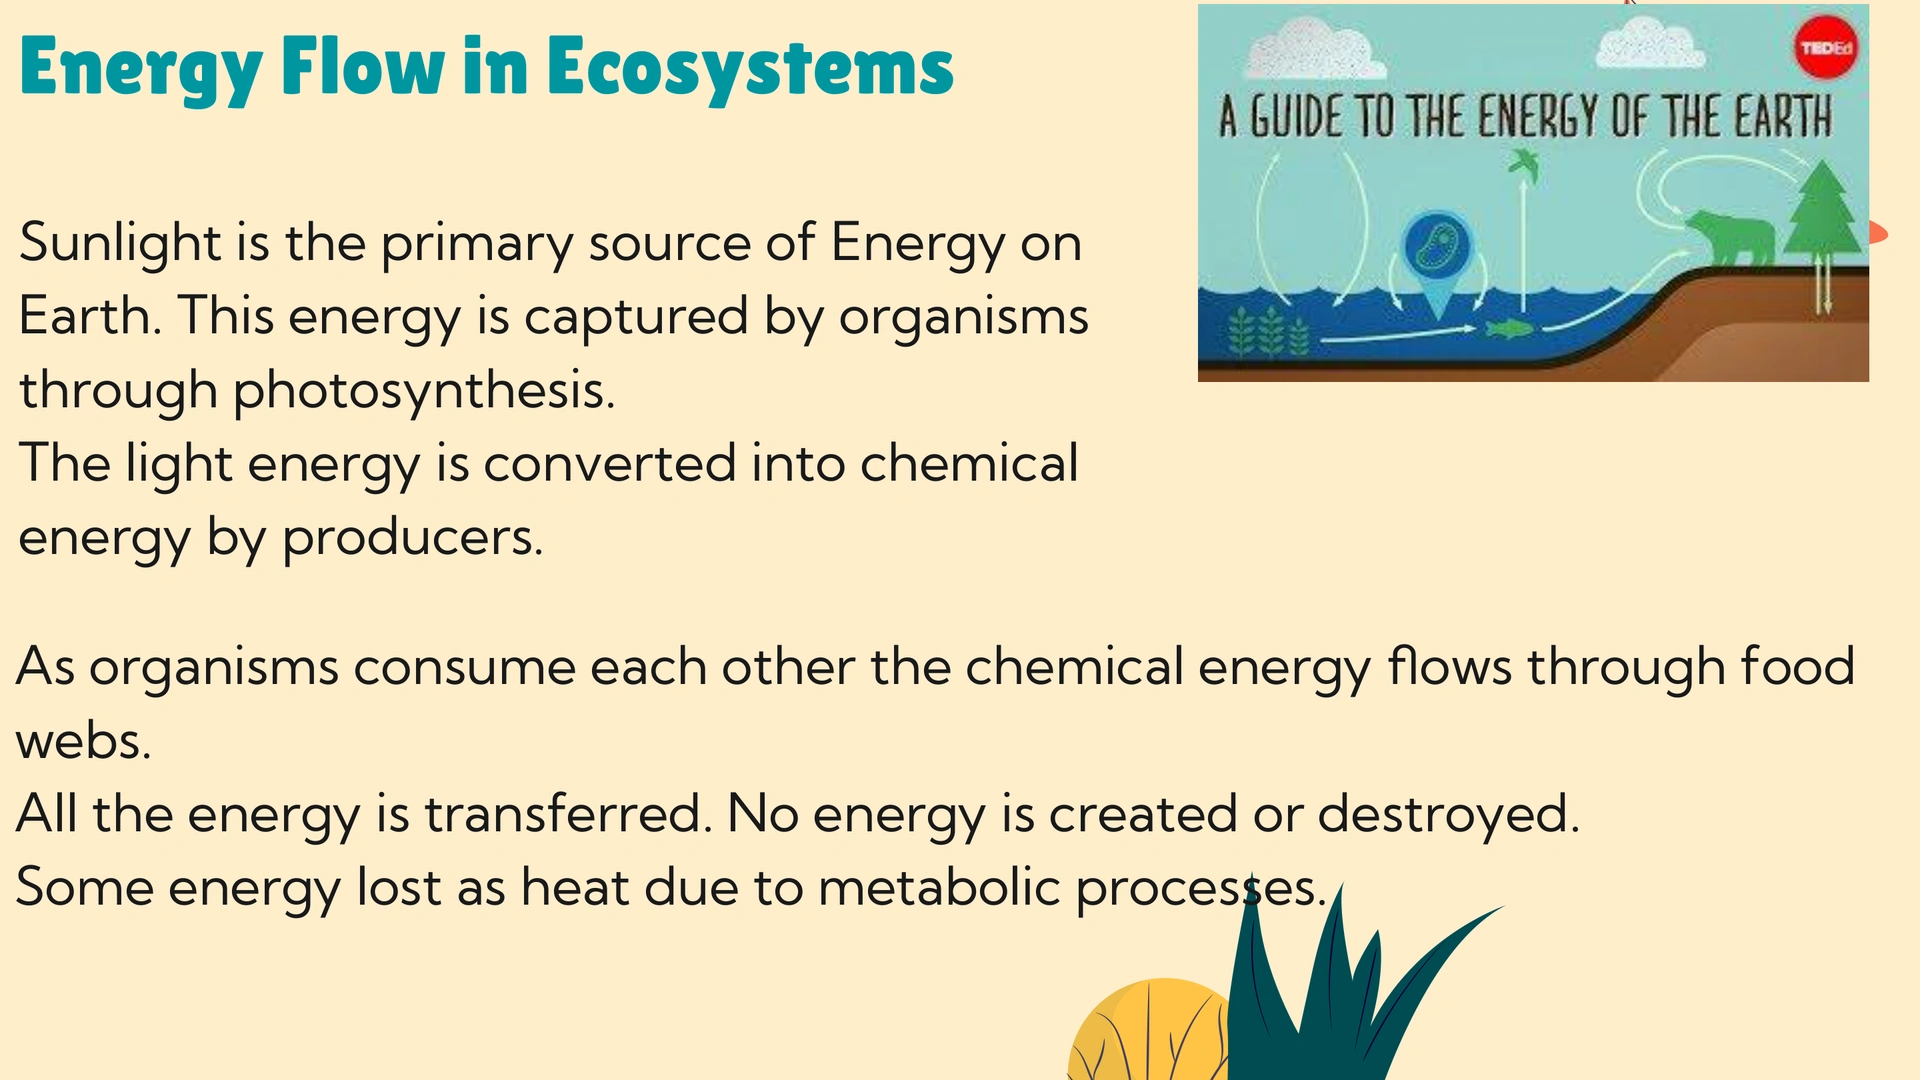 Energy Flow in Ecosystems
TEDEd
A GUIDE TO THE ENERGY OF THE EARTH
Sunlight is the primary source of Energy on
Earth. This energy is captured by organisms
through photosynthesis.
The light energy is converted into chemical
energy by producers.
As organisms consume each other the chemical energy flows through food
webs.
All the energy is transferred. No energy is created or destroyed.
Some energy lost as heat due to metabolic processes.